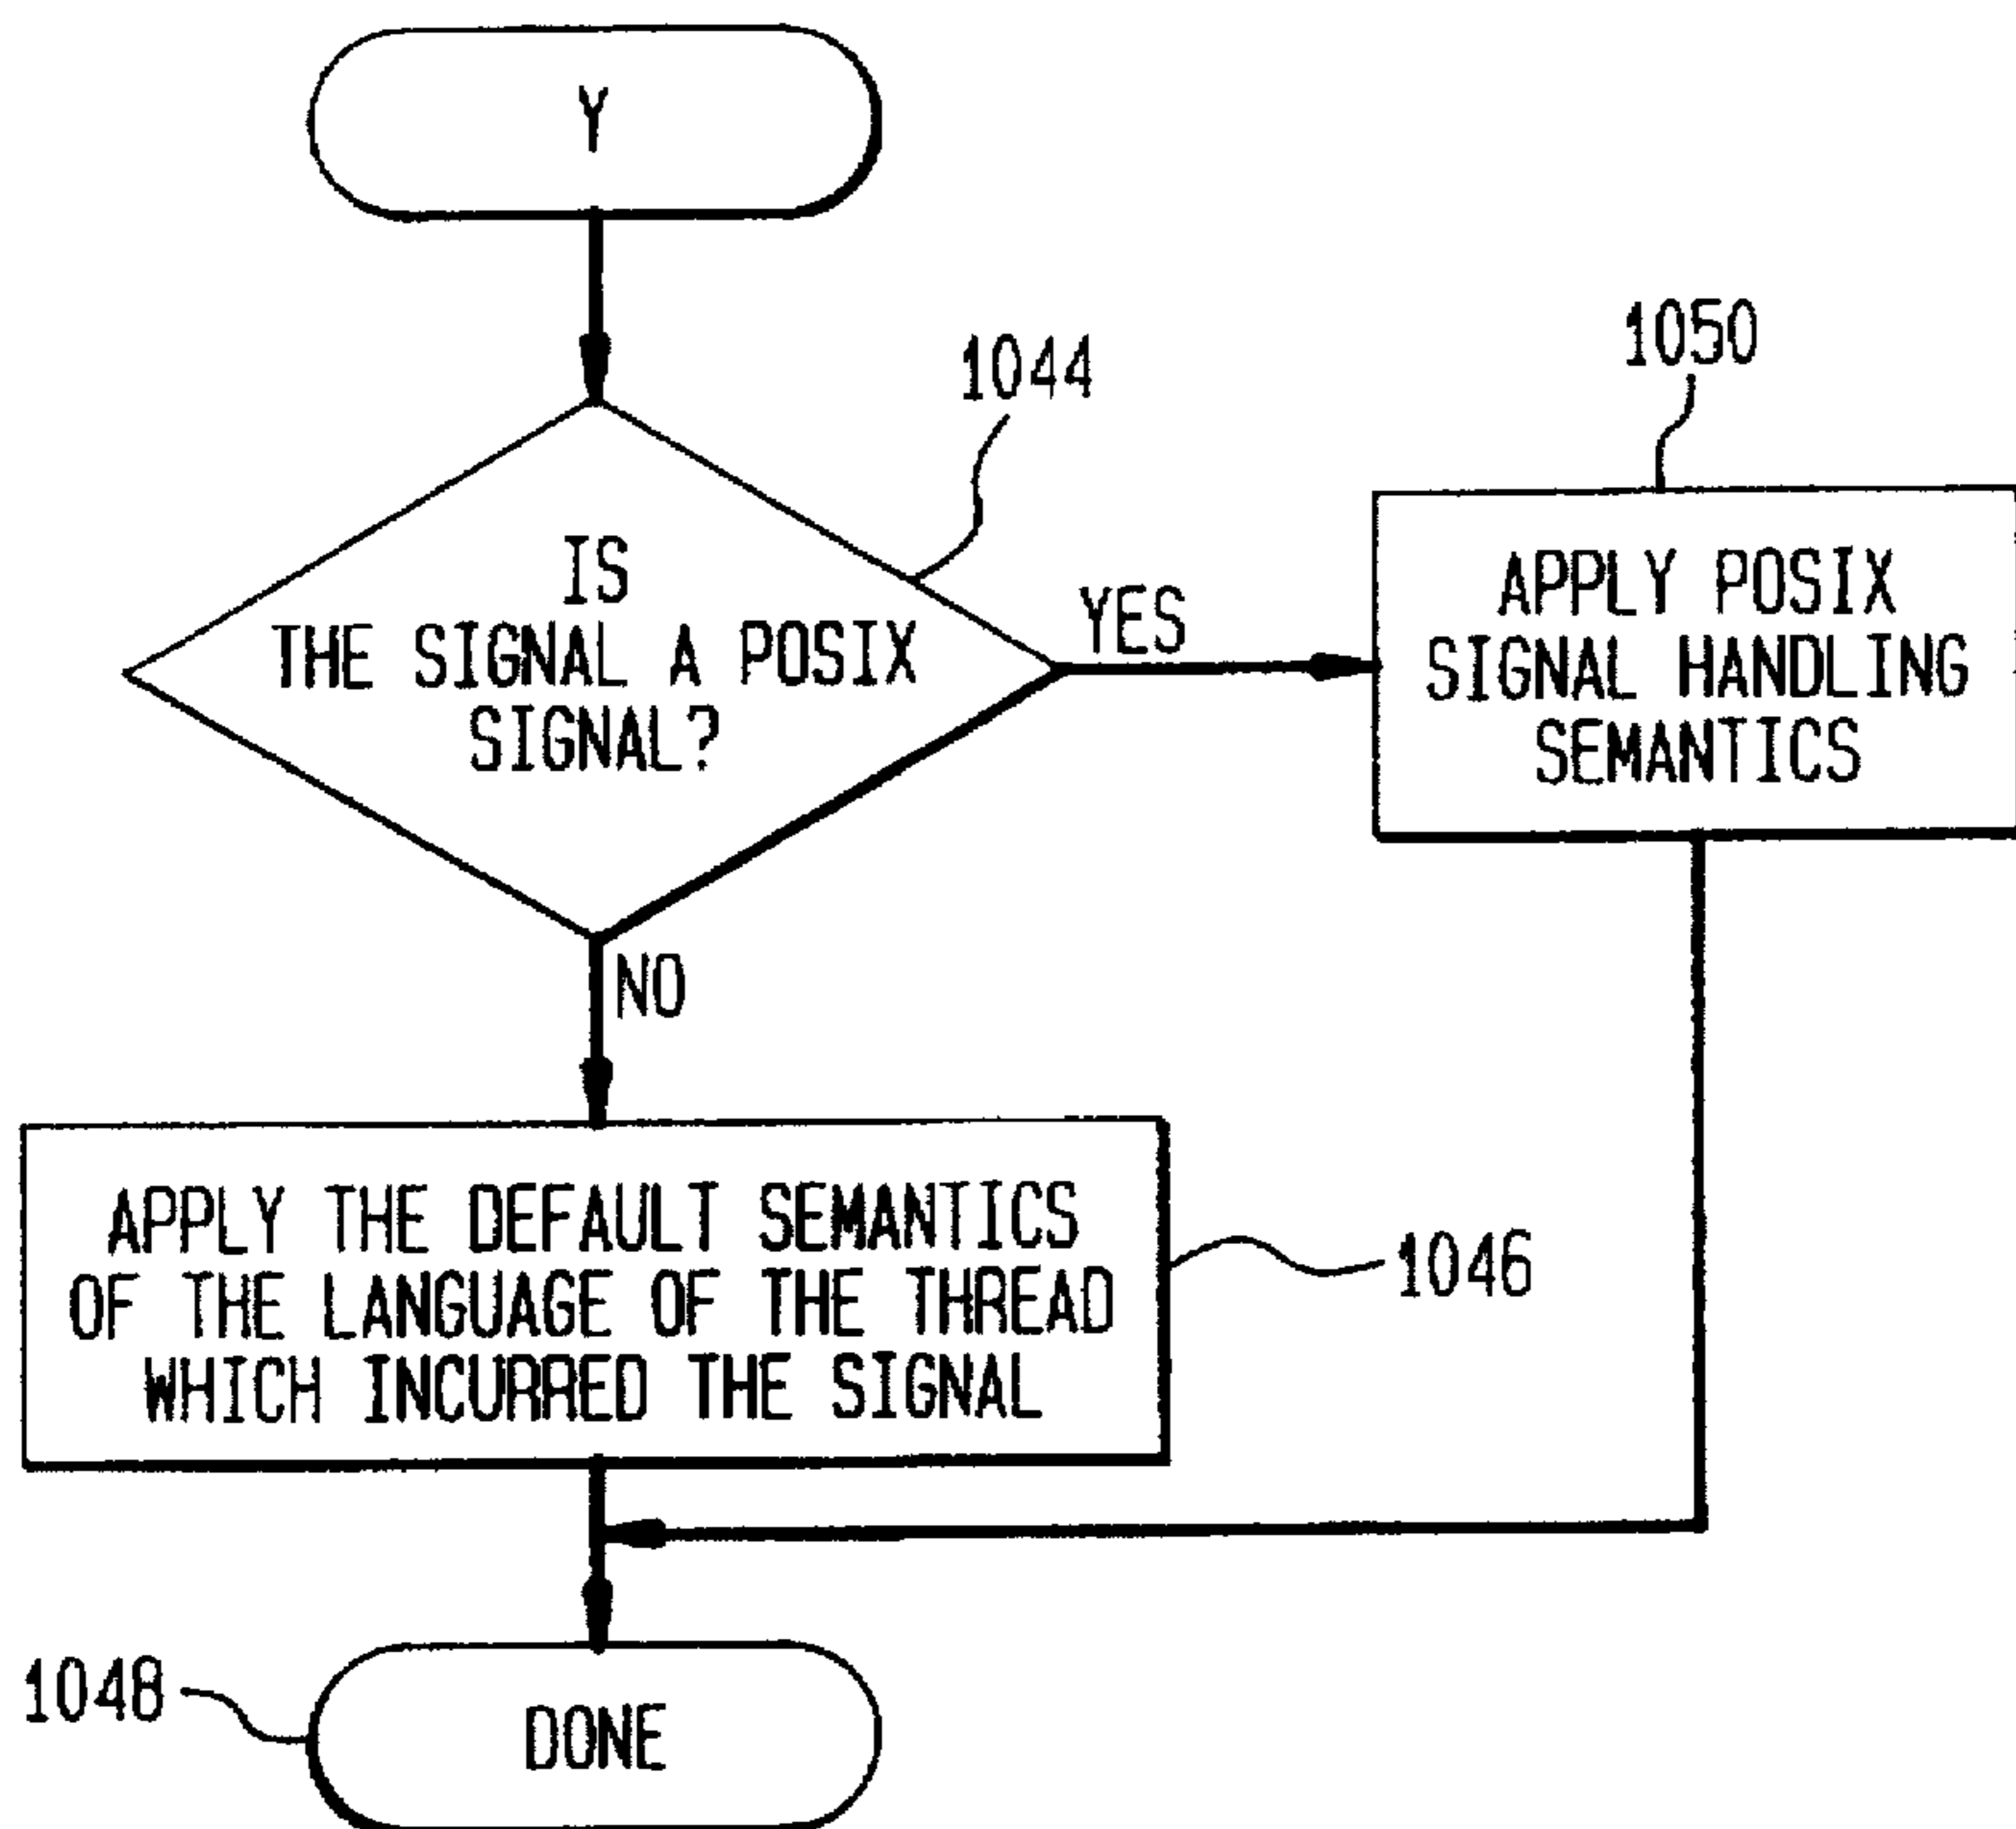 Y
1044
1050
IS
THE SIGNAL A POSIX
SIGNAL?
YES
APPLY POSIX
SIGNAL HANDLING
SEMANTICS
NO
APPLY THE DEFAULT SEMANTICS
OF THE LANGUAGE OF THE THREAD
WHICH INCURRED THE SIGNAL
1046
1048
DONE